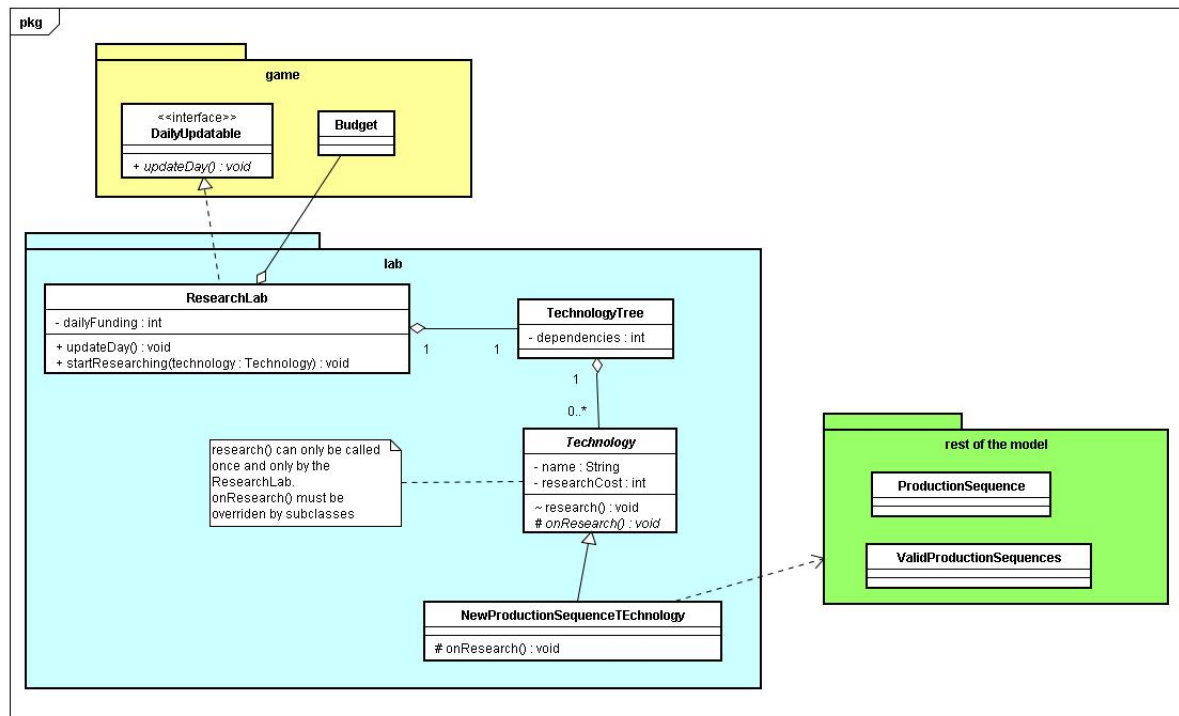 pkg
game
<<interface>>
DailyUpdatable
+ updateDay() : void
Budget
lab
ResearchLab
- dailyFunding : int
+ updateDay() : void
+ startResearching(technology : Technology) : void
1
1
TechnologyTree
- dependencies : int
1
0..*
research() can only be called
once and only by the
ResearchLab.
onResearch() must be
overriden by subclasses
Technology
- name : String
- researchCost : int
~ research() : void
# onResearch() : void
NewProductionSequenceTEchnology
# onResearch() : void
rest of the model
ProductionSequence
ValidProductionSequences